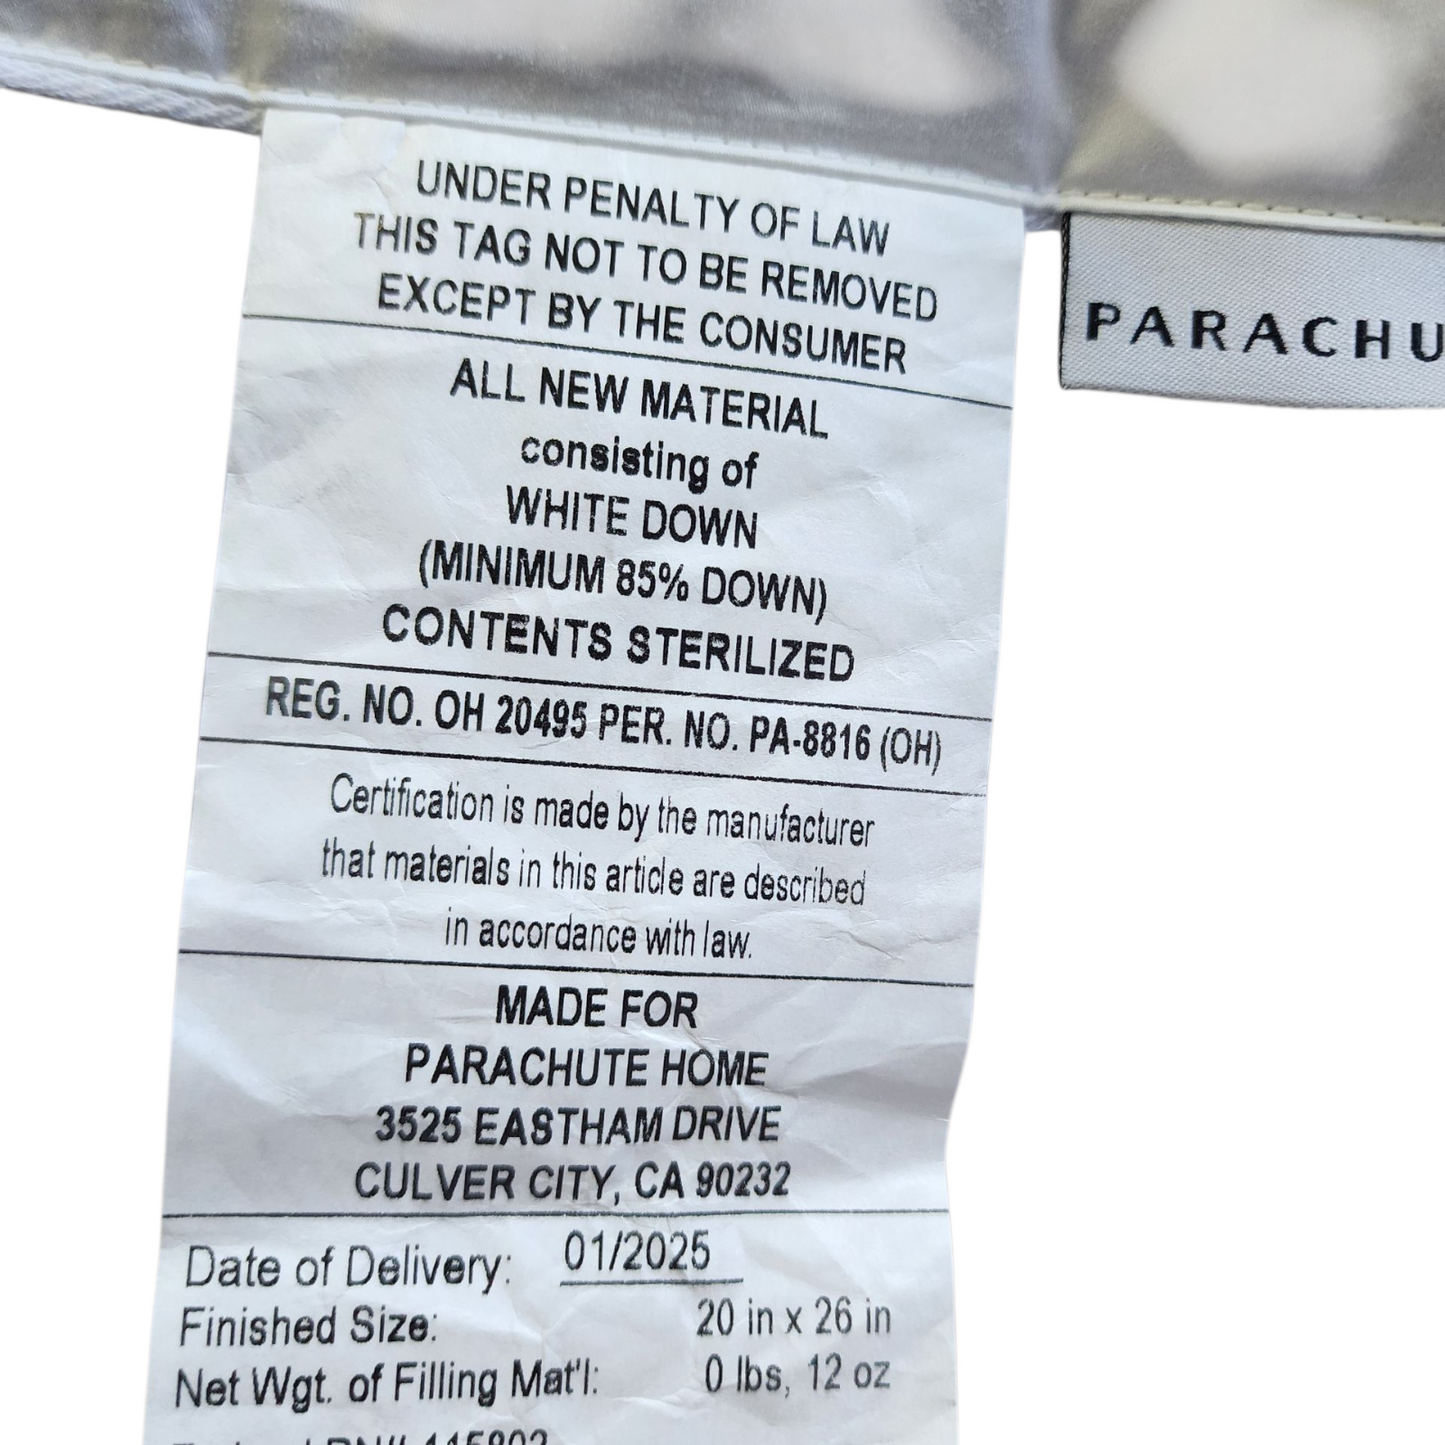 UNDER PENALTY OF LAW
THIS TAG NOT TO BE REMOVED
EXCEPT BY THE CONSUMER
PARACHU
ALL NEW MATERIAL
consisting of
WHITE DOWN
(MINIMUM 85% DOWN)
CONTENTS STERILIZED
REG. NO. OH 20495 PER. NO. PA-8816 (OH)
Certification is made by the manufacturer
that materials in this article are described
in accordance with law.
MADE FOR
PARACHUTE HOME
3525 EASTHAM DRIVE
CULVER CITY, CA 90232
Date of Delivery: 01/2025
Finished Size: 20 in x 26 in
Net Wgt. of Filling Mat'l: 0 lbs, 12 oz